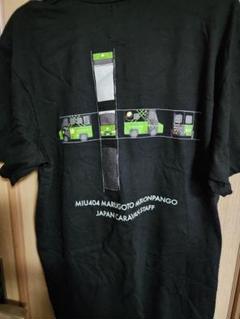 MIU404 MARUGOTO MERONPANGO
JAPAN CARAVAN STAFF